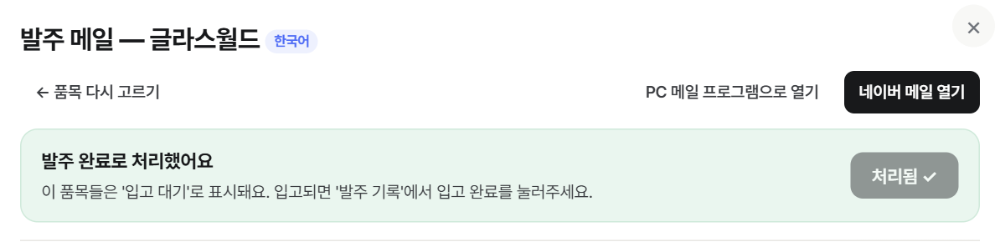 발주 메일 — 글라스월드 한국어
← 품목 다시 고르기
PC 메일 프로그램으로 열기
네이버 메일 열기
발주 완료로 처리했어요
이 품목들은 '입고 대기'로 표시돼요. 입고되면 '발주 기록'에서 입고 완료를 눌러주세요.
처리됨 ✓